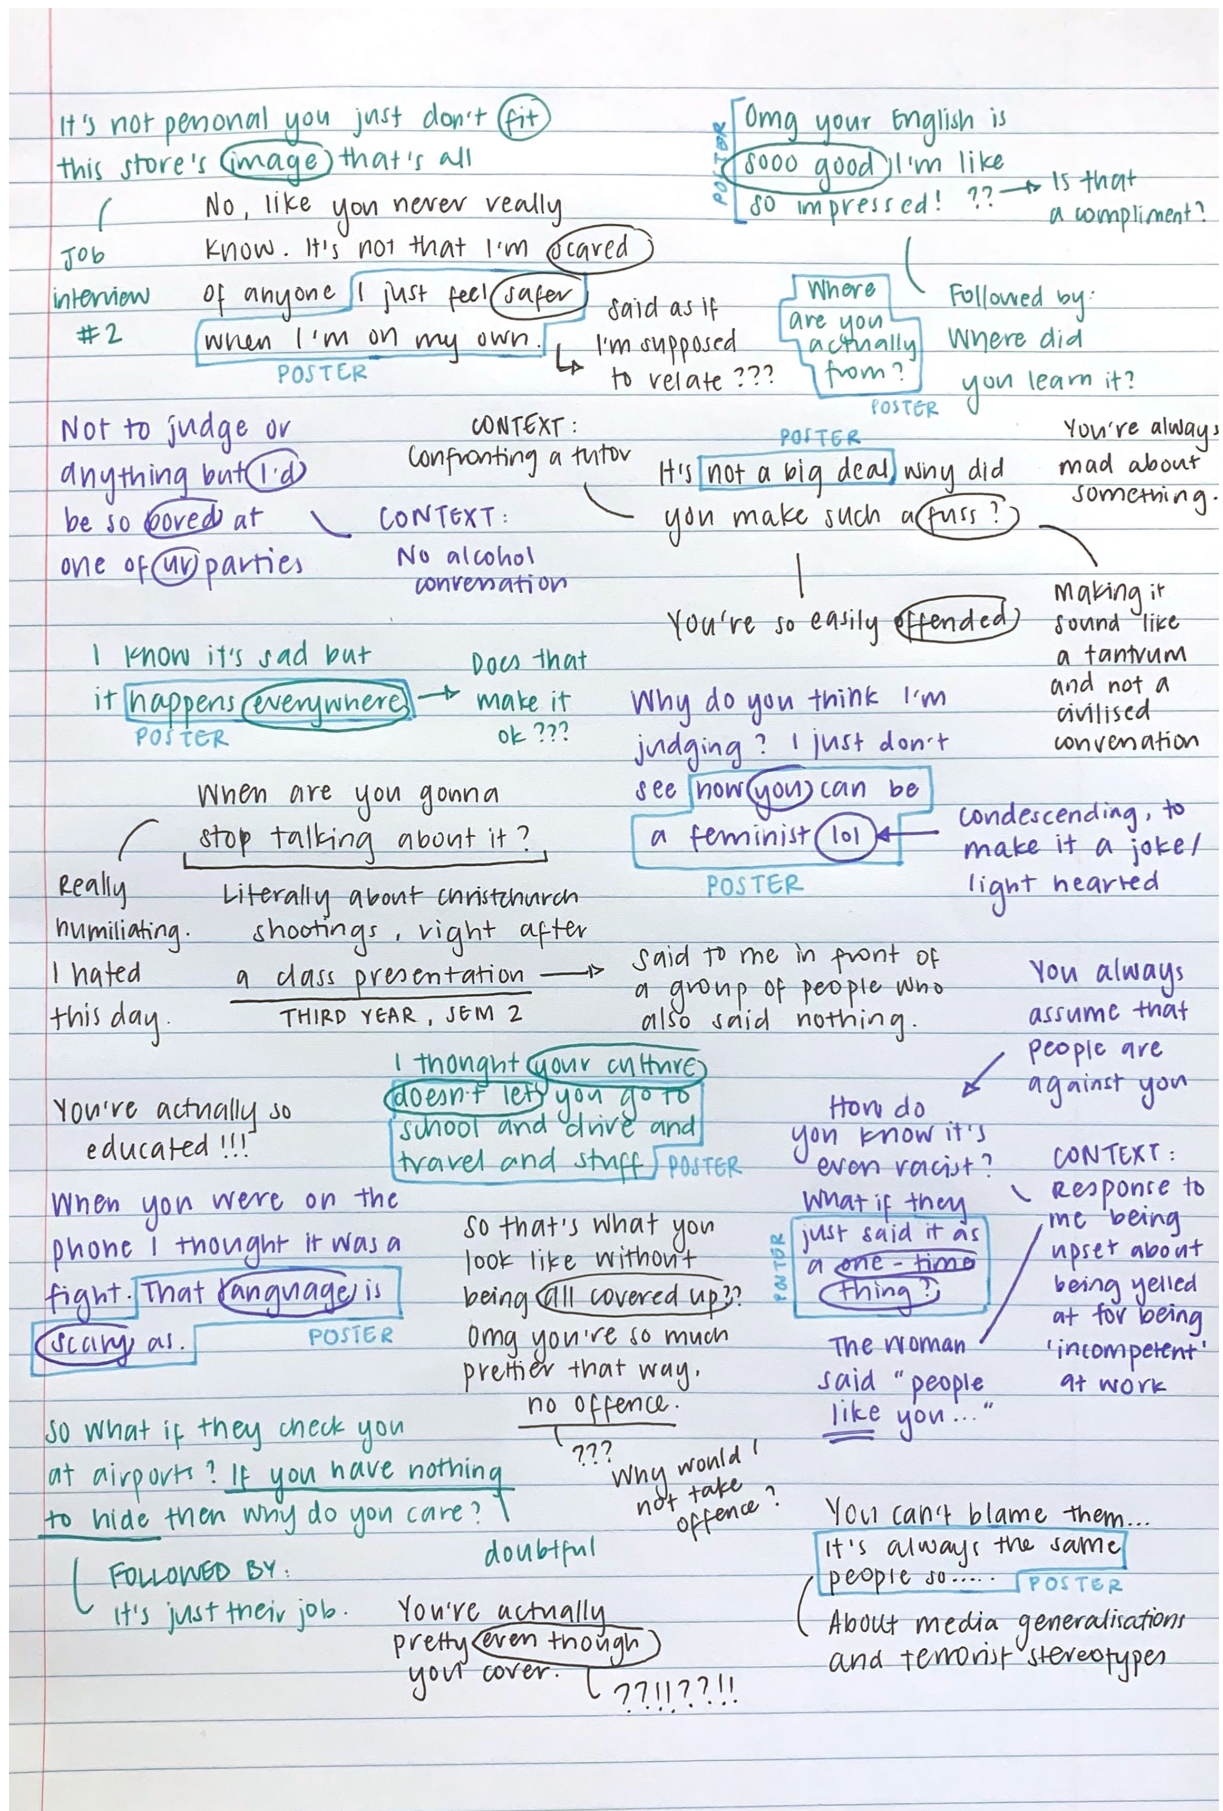 It's not personal you just don't fit
this store's image that's all
Job
interview
#2
No, like you never really
know. It's not that I'm scared
of anyone I just feel safer
when I'm on my own.
POSTER
said as if
I'm supposed
to relate ???
POSTER
Omg your English is
sooo good I'm like
so impressed! ??
Is that
a compliment?
Followed by:
Where did
you learn it?
Where
are you
actually
from?
POSTER
Not to judge or
anything but I'd
be so bored at
one of ur parties
CONTEXT:
No alcohol
conversation
CONTEXT:
Confronting a tutor
POSTER
It's not a big deal why did
you make such a fuss?
You're always
mad about
something.
You're so easily offended
Making it
sound like
a tantrum
and not a
civilised
conversation
I know it's sad but
it happens everywhere
POSTER
Does that
make it
ok ???
Why do you think I'm
judging? I just don't
see how you can be
a feminist lol
POSTER
condescending, to
make it a joke/
light hearted
When are you gonna
stop talking about it?
Really
humiliating.
I hated
this day.
Literally about christchurch
shootings, right after
a class presentation
THIRD YEAR, SEM 2
said to me in front of
a group of people who
also said nothing.
You always
assume that
people are
against you
You're actually so
educated!!!
I thought your culture
doesn't let you go to
school and drive and
travel and stuff
POSTER
How do
you know it's
even racist?
What if they
just said it as
a one-time
thing?
POSTER
CONTEXT:
Response to
me being
upset about
being yelled
at for being
'incompetent'
at work
The woman
said "people
like you..."
When you were on the
phone I thought it was a
fight. That language is
scary as.
POSTER
So that's what you
look like without
being all covered up??
Omg you're so much
prettier that way.
no offence.
???
Why would I
not take
offence?
So what if they check you
at airports? If you have nothing
to hide then why do you care?
doubtful
FOLLOWED BY:
It's just their job.
You're actually
pretty even though
you cover.
??!!??!!
You can't blame them...
It's always the same
people so.....
POSTER
About media generalisations
and terrorist stereotypes